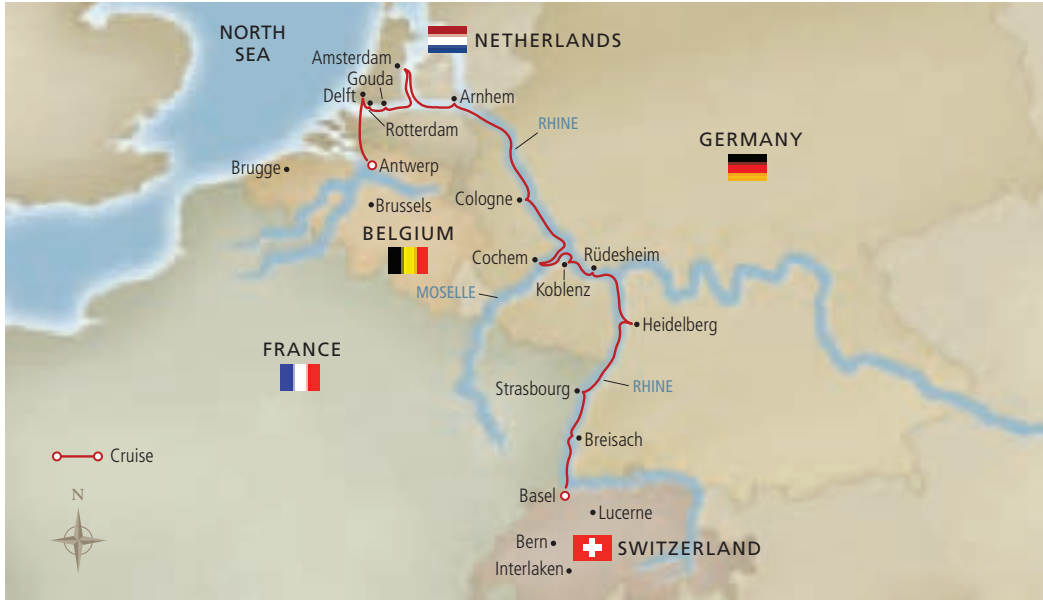 NORTH
SEA
NETHERLANDS
Amsterdam
Gouda
Delft
Arnhem
Rotterdam
RHINE
GERMANY
Brugge
Antwerp
Cologne
Brussels
BELGIUM
Cochem
Rüdesheim
Koblenz
MOSELLE
Heidelberg
FRANCE
Strasbourg
RHINE
Breisach
Cruise
N
Basel
Lucerne
Bern
SWITZERLAND
Interlaken